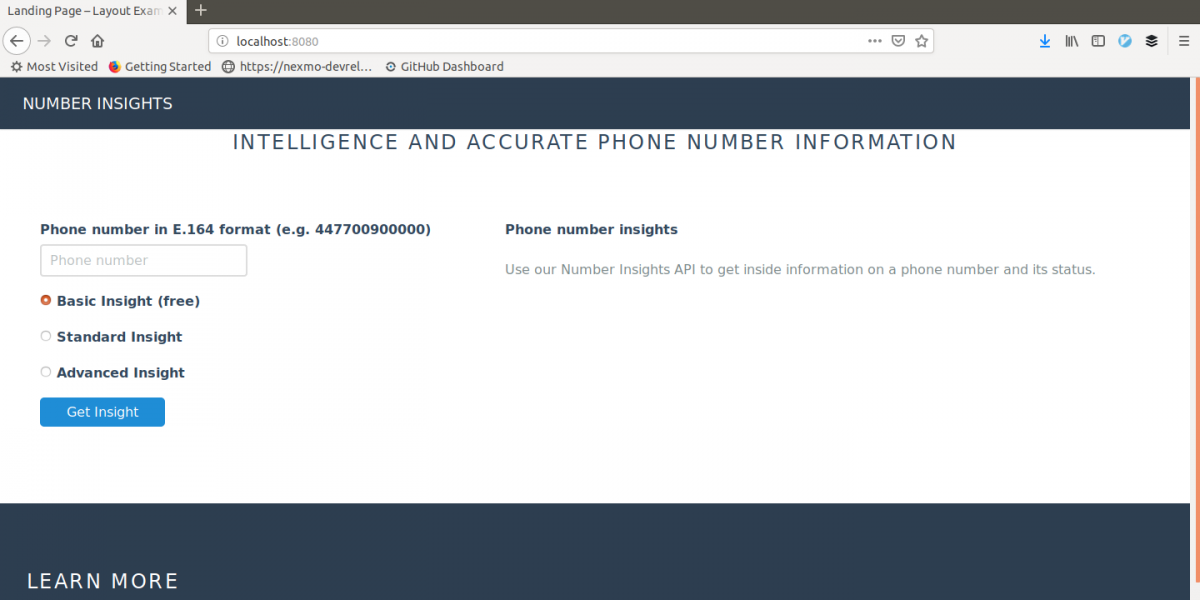 Landing Page – Layout Exam
localhost:8080
Most Visited Getting Started https://nexmo-devrel... GitHub Dashboard
NUMBER INSIGHTS
INTELLIGENCE AND ACCURATE PHONE NUMBER INFORMATION
Phone number in E.164 format (e.g. 447700900000)
Phone number
Basic Insight (free)
Standard Insight
Advanced Insight
Get Insight
Phone number insights
Use our Number Insights API to get inside information on a phone number and its status.
LEARN MORE